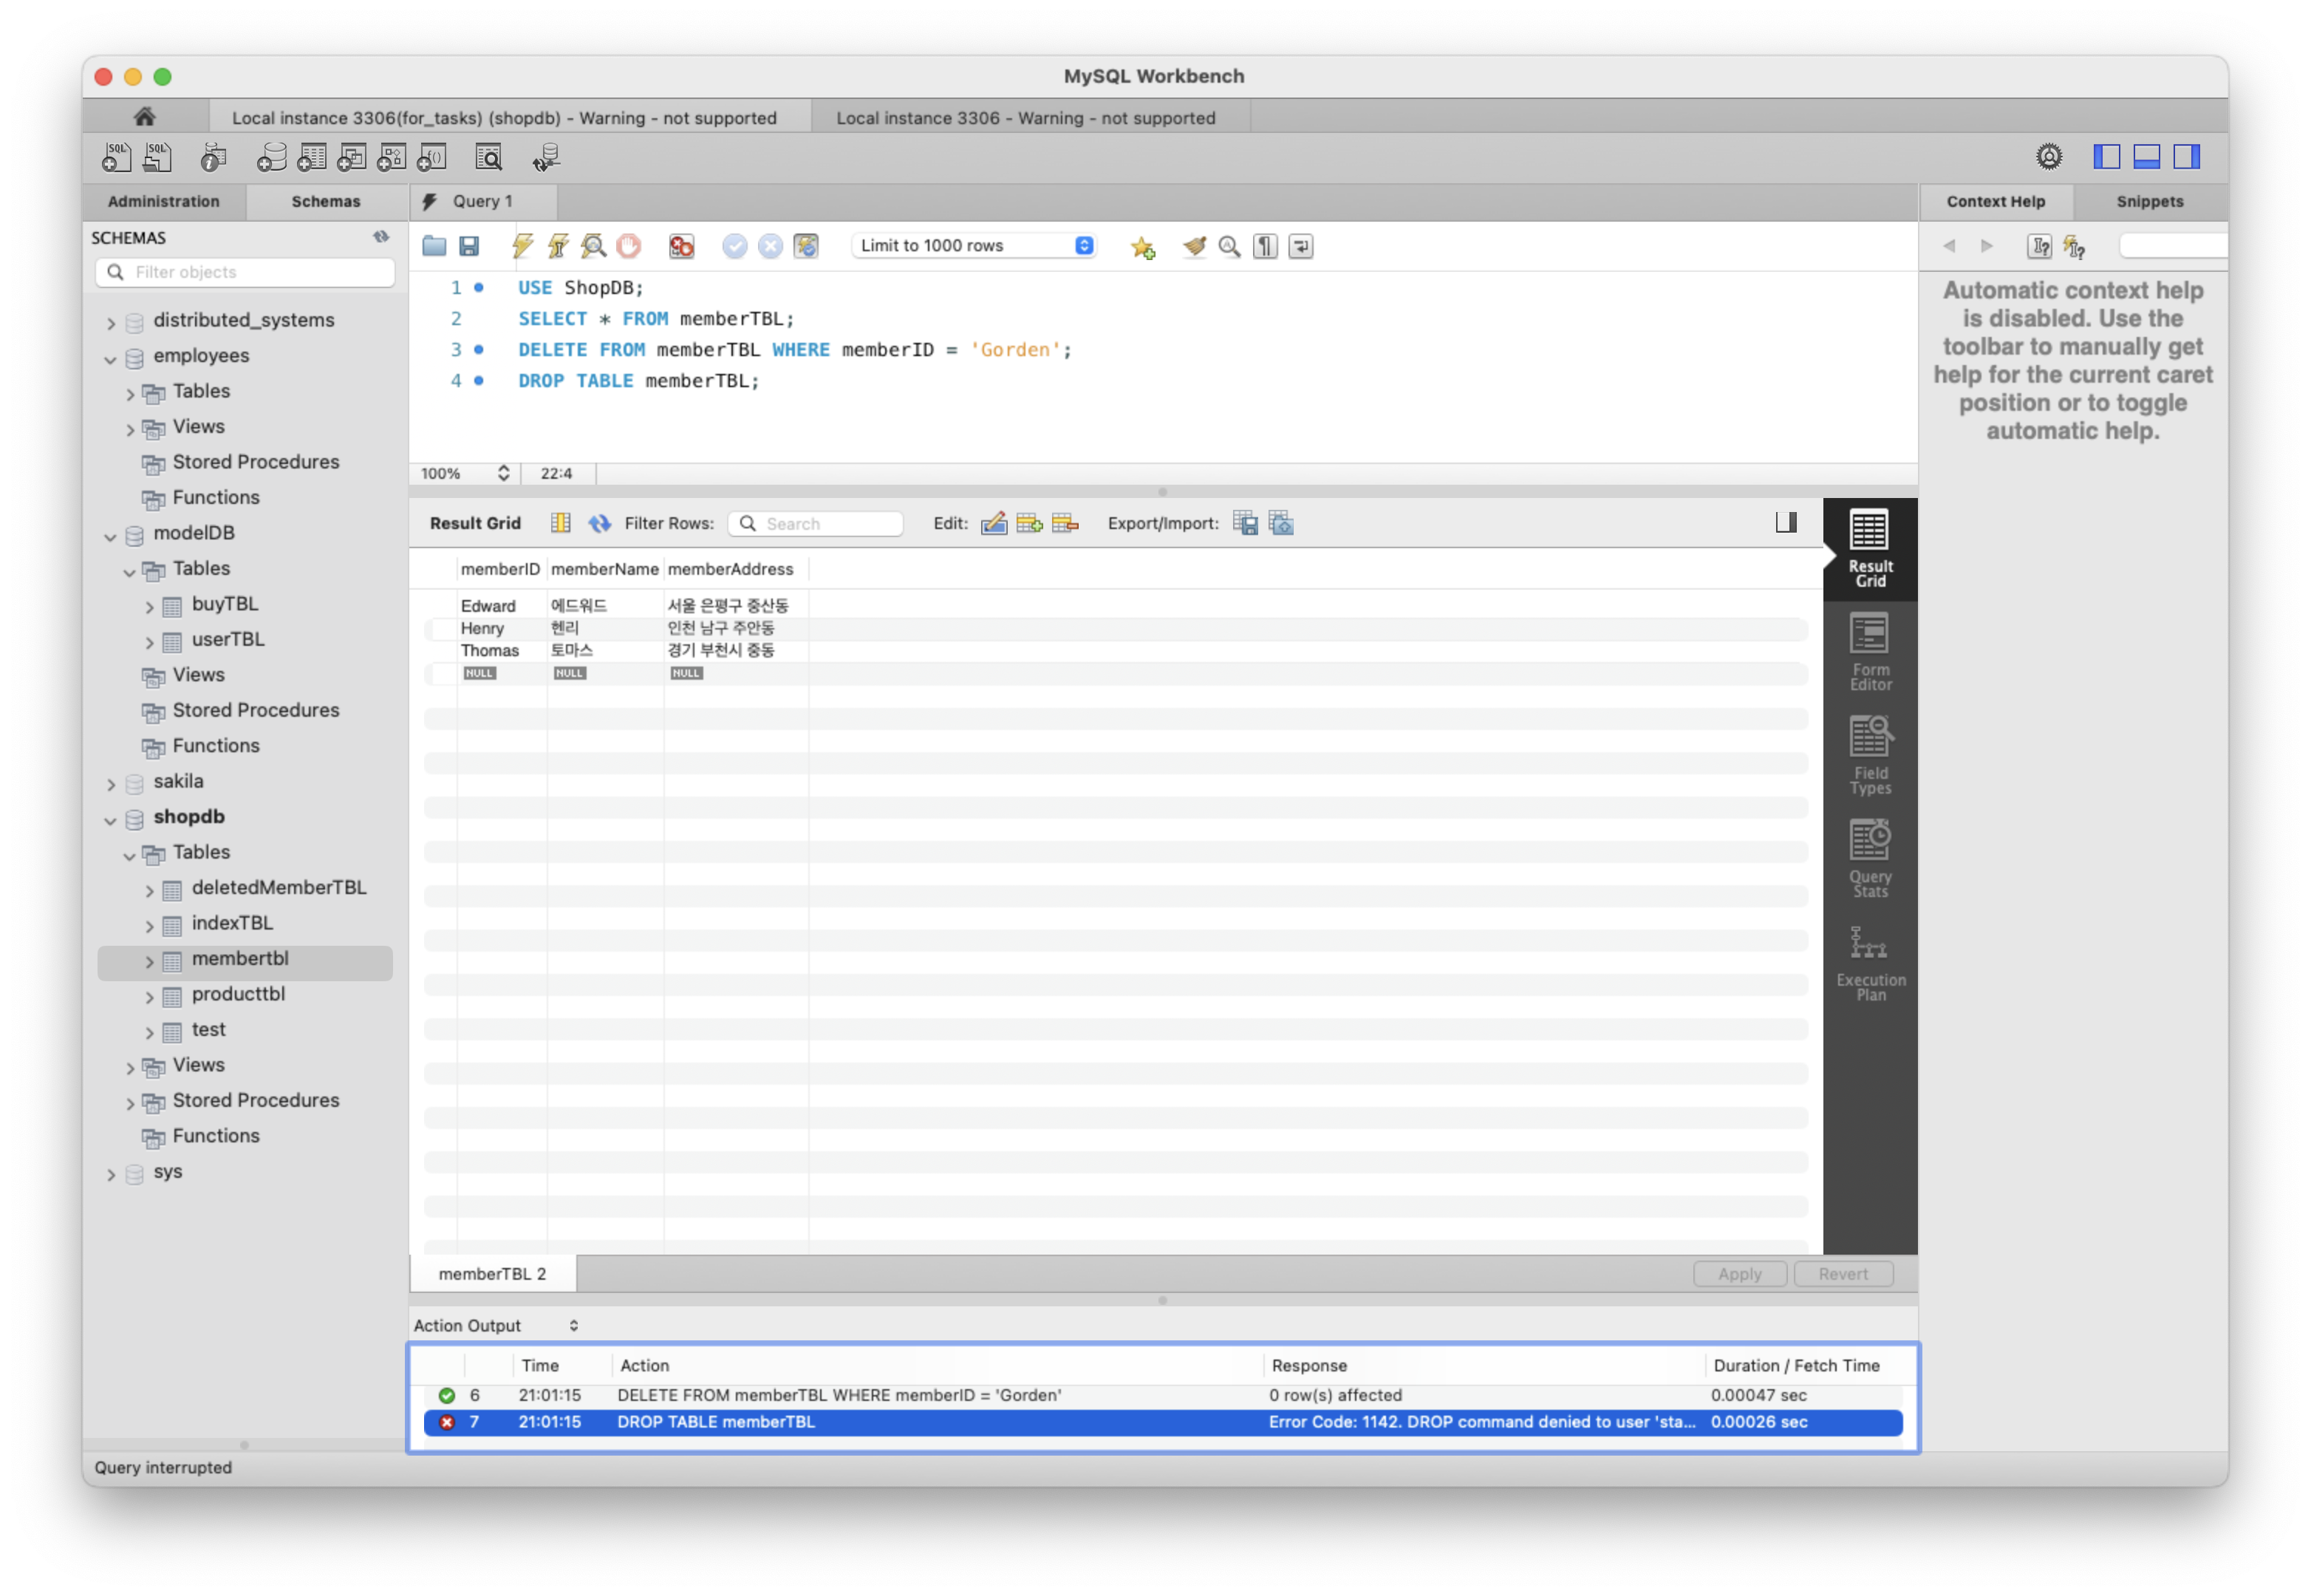 MySQL Workbench
Local instance 3306(for_tasks) (shopdb) - Warning - not supported
Local instance 3306 - Warning - not supported
Administration
Schemas
Query 1
Context Help
Snippets
SCHEMAS
Filter objects
distributed_systems
employees
Tables
Views
Stored Procedures
Functions
modelDB
Tables
buyTBL
userTBL
Views
Stored Procedures
Functions
sakila
shopdb
Tables
deletedMemberTBL
indexTBL
membertbl
producttbl
test
Views
Stored Procedures
Functions
sys
Limit to 1000 rows
1 USE ShopDB;
2 SELECT * FROM memberTBL;
3 DELETE FROM memberTBL WHERE memberID = 'Gorden';
4 DROP TABLE memberTBL;
100% 22:4
Result Grid Filter Rows: Search Edit: Export/Import:
memberID memberName memberAddress
Edward 에드워드 서울 은평구 중산동
Henry 헨리 인천 남구 주안동
Thomas 토마스 경기 부천시 중동
NULL NULL NULL
Result
Grid
Form
Editor
Field
Types
Query
Stats
Execution
Plan
Automatic context help
is disabled. Use the
toolbar to manually get
help for the current caret
position or to toggle
automatic help.
memberTBL 2
Apply
Revert
Action Output
Time Action Response Duration / Fetch Time
6 21:01:15 DELETE FROM memberTBL WHERE memberID = 'Gorden' 0 row(s) affected 0.00047 sec
7 21:01:15 DROP TABLE memberTBL Error Code: 1142. DROP command denied to user 'sta... 0.00026 sec
Query interrupted